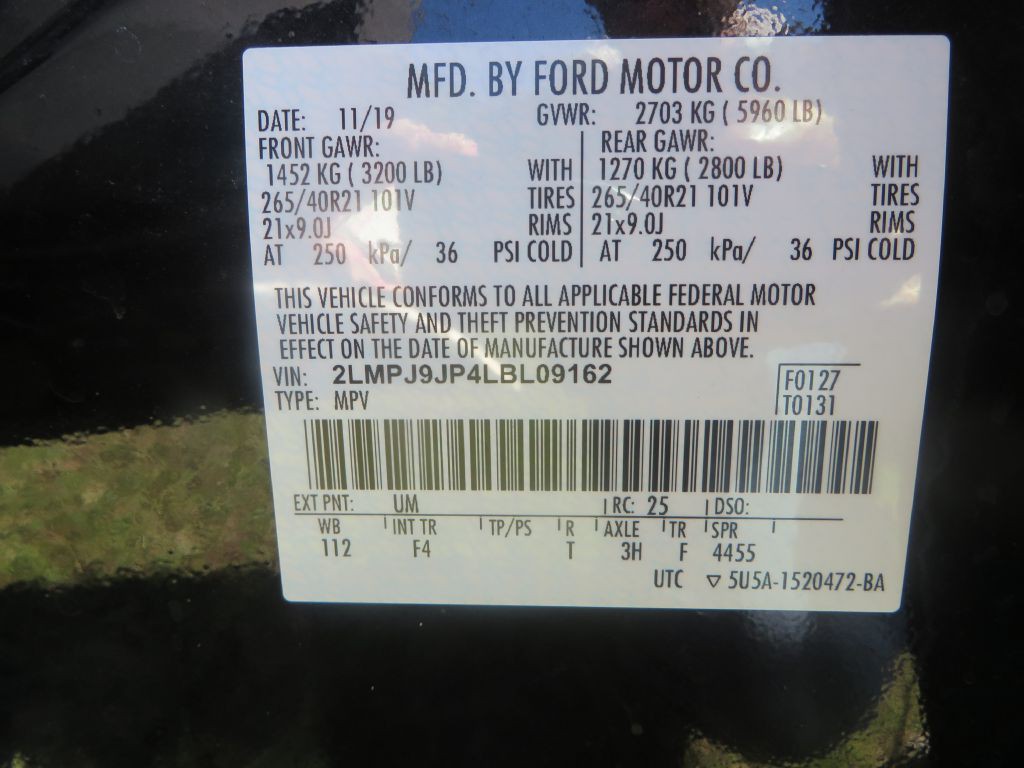 MFD. BY FORD MOTOR CO.
DATE: 11/19 GVWR: 2703 KG ( 5960 LB)
FRONT GAWR: REAR GAWR:
1452 KG ( 3200 LB) WITH 1270 KG ( 2800 LB) WITH
265/40R21 101V TIRES 265/40R21 101V TIRES
21x9.0J RIMS 21x9.0J RIMS
AT 250 kPa/ 36 PSI COLD AT 250 kPa/ 36 PSI COLD
THIS VEHICLE CONFORMS TO ALL APPLICABLE FEDERAL MOTOR
VEHICLE SAFETY AND THEFT PREVENTION STANDARDS IN
EFFECT ON THE DATE OF MANUFACTURE SHOWN ABOVE.
VIN: 2LMPJ9JP4LBL09162 F0127
TYPE: MPV T0131
EXT PNT: UM RC: 25 DSO:
WB INT TR TP/PS R AXLE TR SPR
112 F4 T 3H F 4455
UTC ▽ 5U5A-1520472-BA